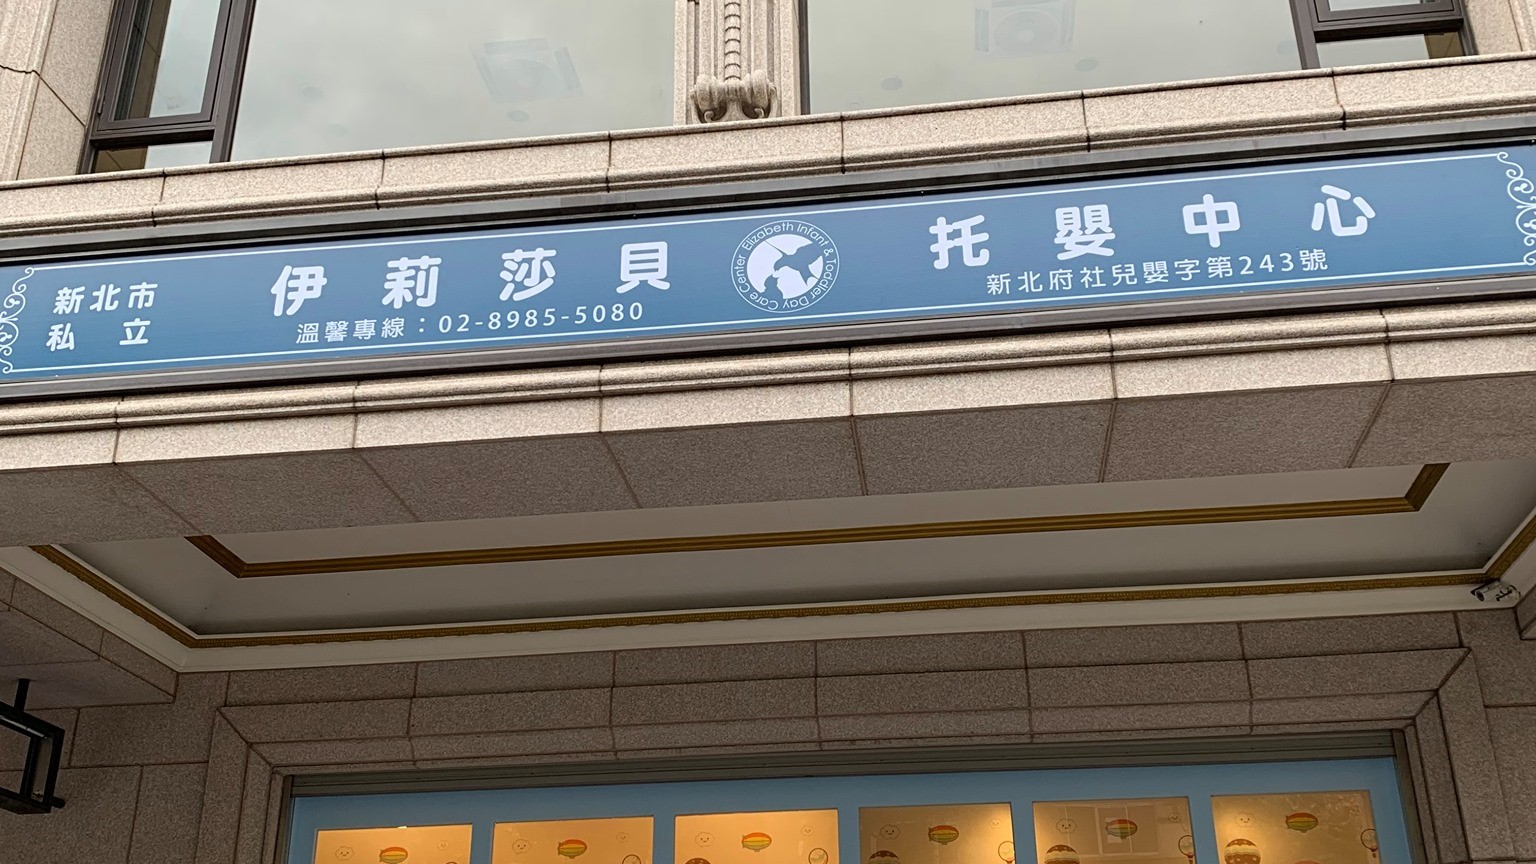 新北市
私立
伊莉莎貝
溫馨專線：02-8985-5080
Elizabeth Infant & Toddler Day Care Center
托嬰中心
新北府社兒嬰字第243號